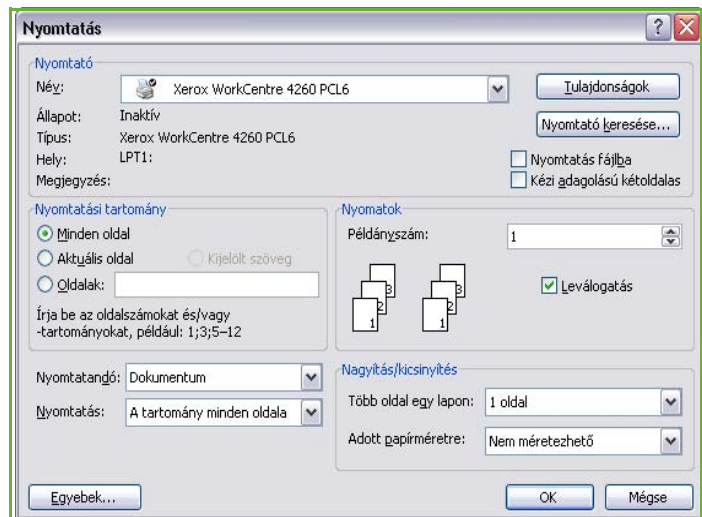 Nyomtatás
Nyomtató
Név: Xerox WorkCentre 4260 PCL6
Tulajdonságok
Állapot: Inaktív
Típus: Xerox WorkCentre 4260 PCL6
Nyomtató keresése...
Hely: LPT1:
Nyomtatás fájlba
Megjegyzés:
Kézi adagolású kétoldalas
Nyomtatási tartomány
Minden oldal
Aktuális oldal
Kijelölt szöveg
Oldalak:
Írja be az oldalszámokat és/vagy
-tartományokat, például: 1;3;5–12
Nyomatok
Példányszám: 1
3
2
1
3
2
1
Leválogatás
Nyomtatandó: Dokumentum
Nyomtatás: A tartomány minden oldala
Nagyítás/kicsinyítés
Több oldal egy lapon: 1 oldal
Adott papírméretre: Nem méretezhető
Egyebek...
OK
Mégse